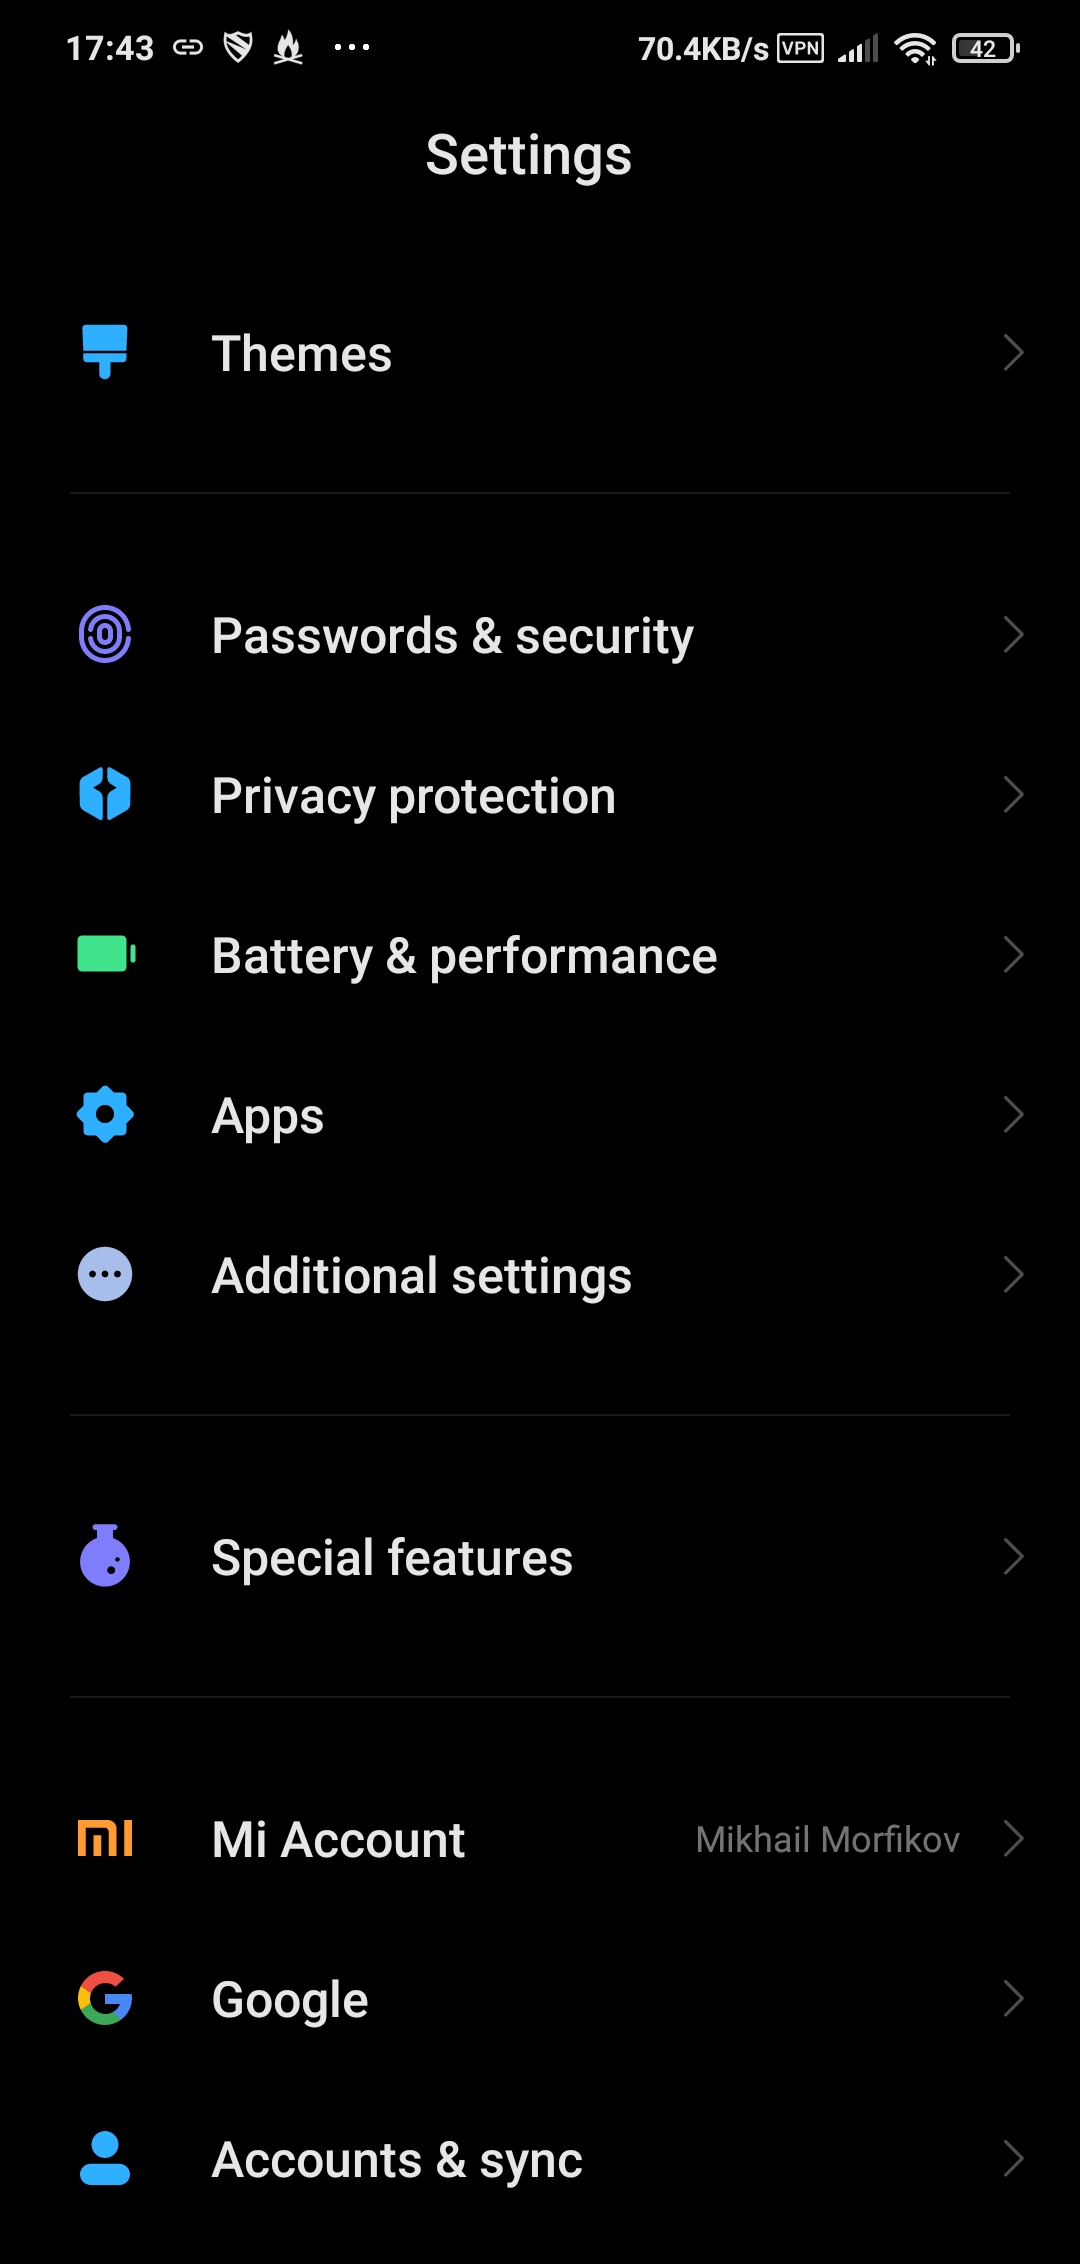 17:43 70.4KB/s VPN 42
Settings
Themes
Passwords & security
Privacy protection
Battery & performance
Apps
Additional settings
Special features
Mi Account Mikhail Morfikov
Google
Accounts & sync